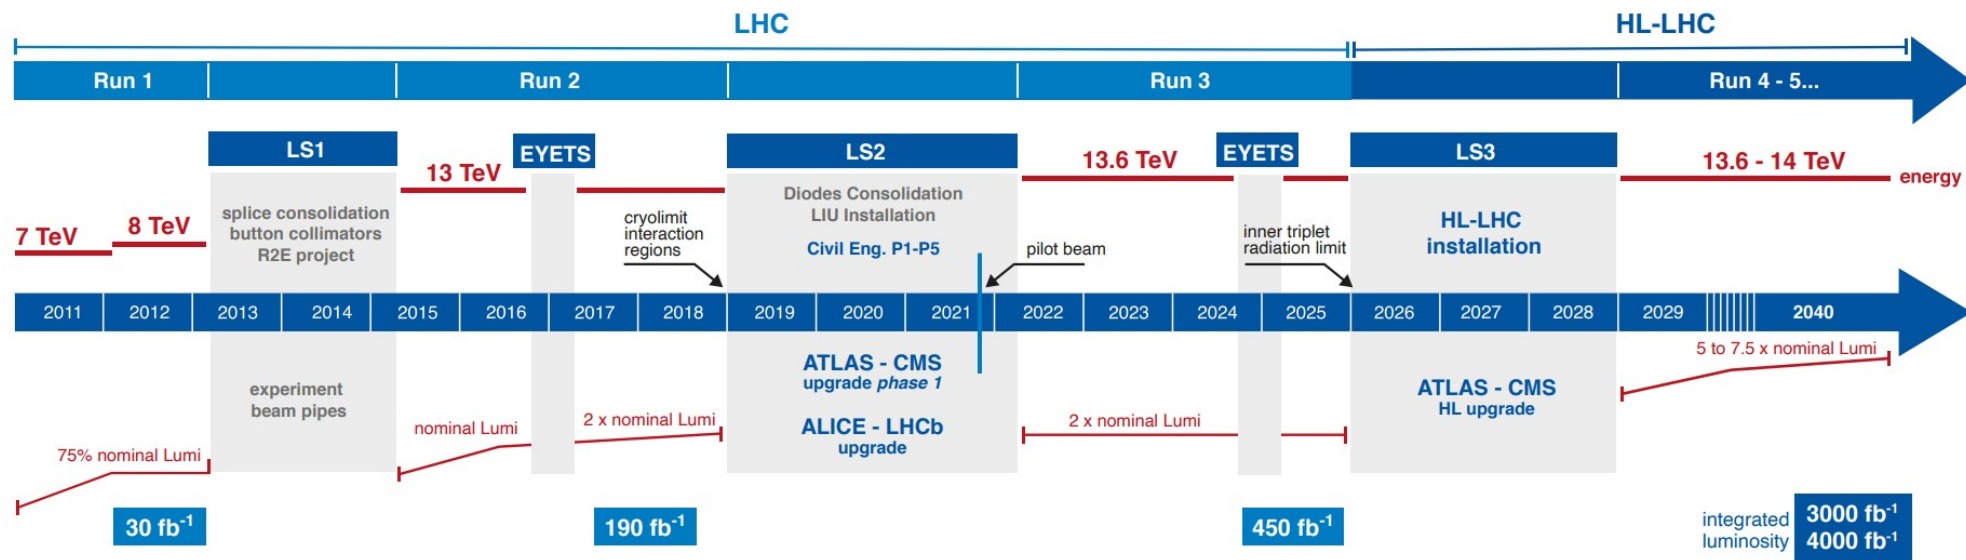 LHC
HL-LHC
Run 1
Run 2
Run 3
Run 4 - 5...
LS1
EYETS
LS2
EYETS
LS3
7 TeV
8 TeV
13 TeV
13.6 TeV
13.6 - 14 TeV
energy
splice consolidation
button collimators
R2E project
cryolimit
interaction
regions
Diodes Consolidation
LIU Installation
Civil Eng. P1-P5
pilot beam
inner triplet
radiation limit
HL-LHC
installation
2011 2012 2013 2014 2015 2016 2017 2018 2019 2020 2021 2022 2023 2024 2025 2026 2027 2028 2029 2040
experiment
beam pipes
ATLAS - CMS
upgrade phase 1
ALICE - LHCb
upgrade
ATLAS - CMS
HL upgrade
75% nominal Lumi
nominal Lumi
2 x nominal Lumi
2 x nominal Lumi
5 to 7.5 x nominal Lumi
30 fb⁻¹
190 fb⁻¹
450 fb⁻¹
integrated
luminosity
3000 fb⁻¹
4000 fb⁻¹